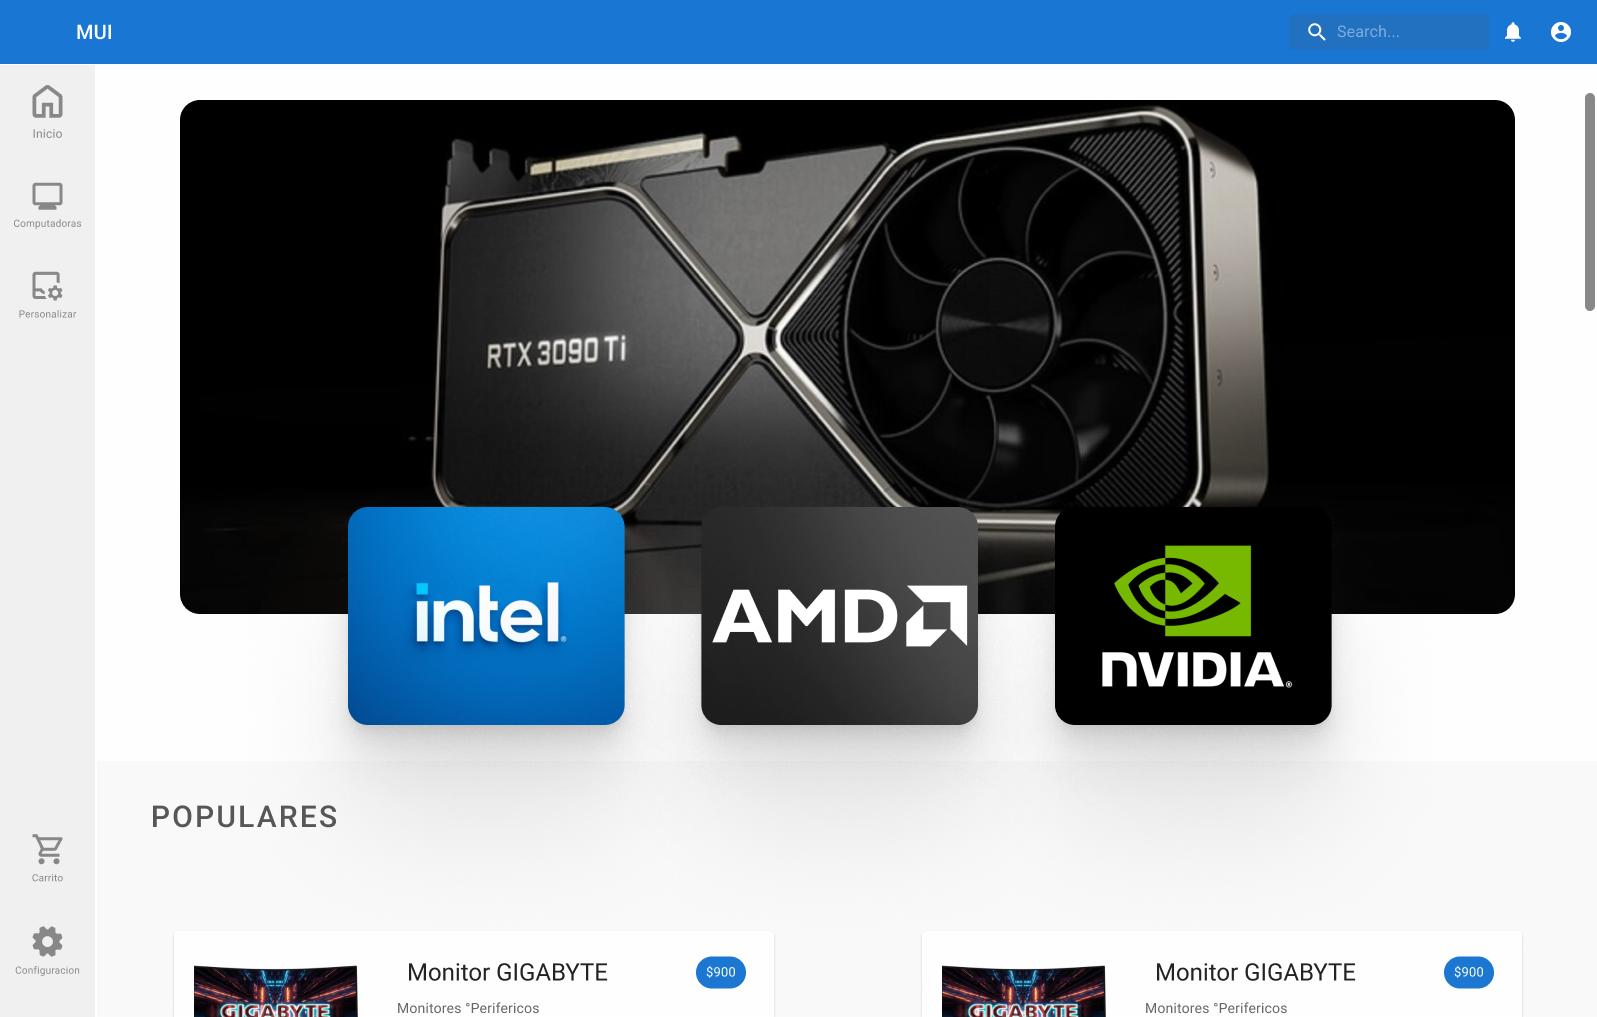 MUI
Search...
Inicio
Computadoras
Personalizar
RTX 3090 Ti
intel®
AMD
NVIDIA®
POPULARES
Carrito
Configuracion
Monitor GIGABYTE
$900
Monitores °Perifericos
GIGABYTE
Monitor GIGABYTE
$900
Monitores °Perifericos
GIGABYTE